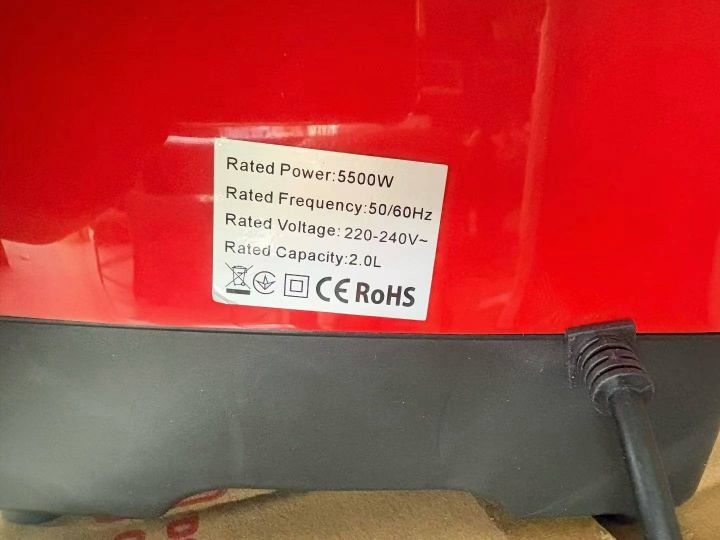 Rated Power:5500W
Rated Frequency:50/60Hz
Rated Voltage: 220-240V~
Rated Capacity:2.0L
CE RoHS